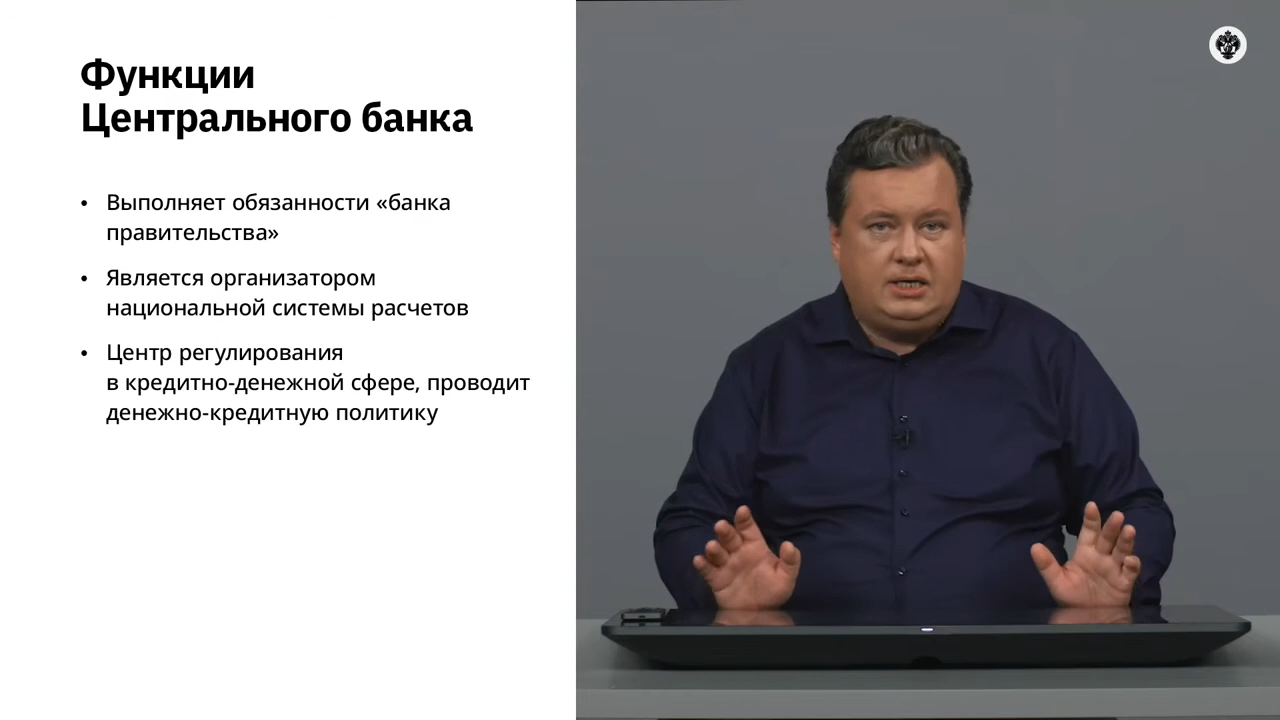 Функции
Центрального банка
• Выполняет обязанности «банка
правительства»
• Является организатором
национальной системы расчетов
• Центр регулирования
в кредитно-денежной сфере, проводит
денежно-кредитную политику